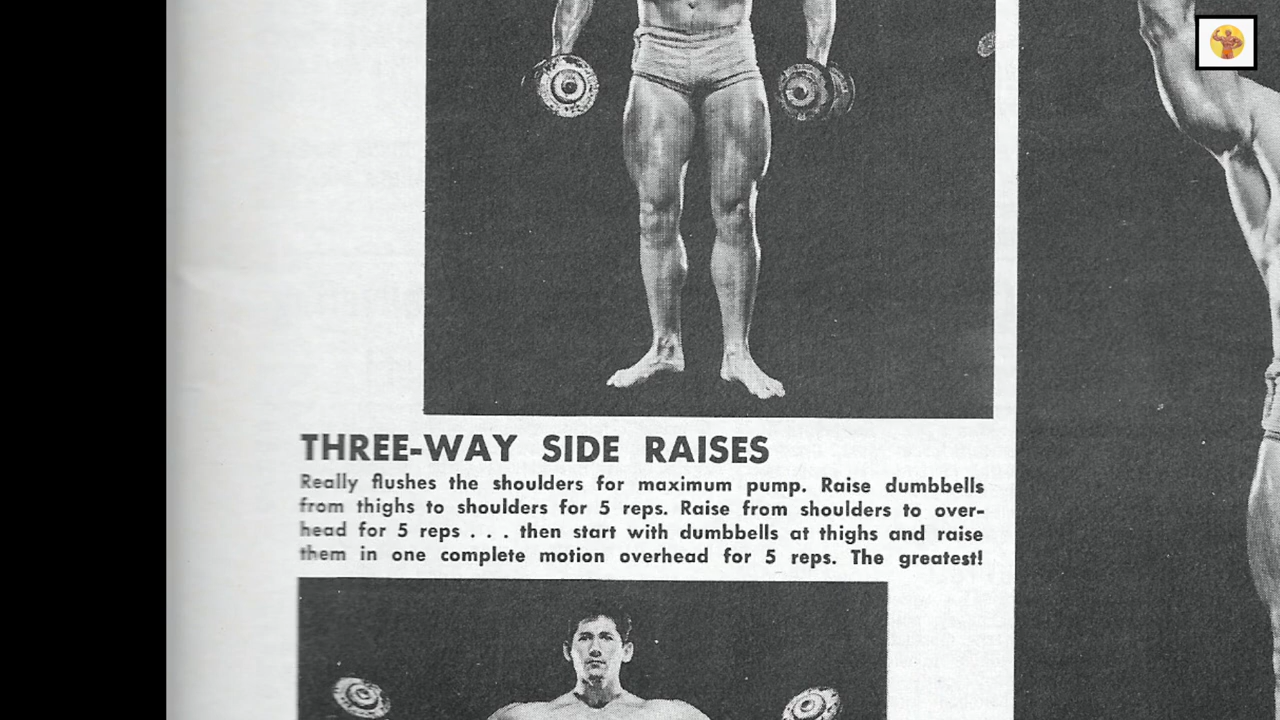 THREE-WAY SIDE RAISES
Really flushes the shoulders for maximum pump. Raise dumbbells
from thighs to shoulders for 5 reps. Raise from shoulders to over-
head for 5 reps . . . then start with dumbbells at thighs and raise
them in one complete motion overhead for 5 reps. The greatest!